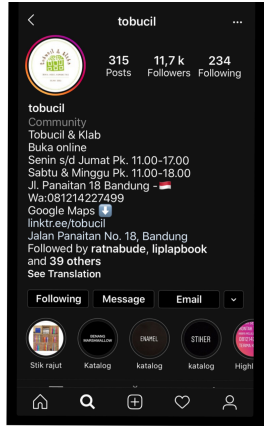 tobucil
315 11,7 k 234
Posts Followers Following
tobucil
Community
Tobucil & Klab
Buka online
Senin s/d Jumat Pk. 11.00-17.00
Sabtu & Minggu Pk. 11.00-18.00
Jl. Panaitan 18 Bandung -🇮🇩
Wa:081214227499
Google Maps ⬇️
linktr.ee/tobucil
Jalan Panaitan No. 18, Bandung
Followed by ratnabude, liplapbook
and 39 others
See Translation
Following Message Email
BENANG
MARSHMALLOW
ENAMEL
STIKER
Stik rajut Katalog katalog katalog Highl